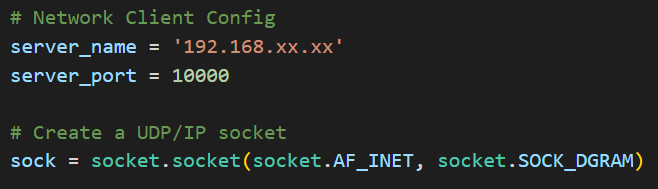 # Network Client Config
server_name = '192.168.xx.xx'
server_port = 10000
# Create a UDP/IP socket
sock = socket.socket(socket.AF_INET, socket.SOCK_DGRAM)